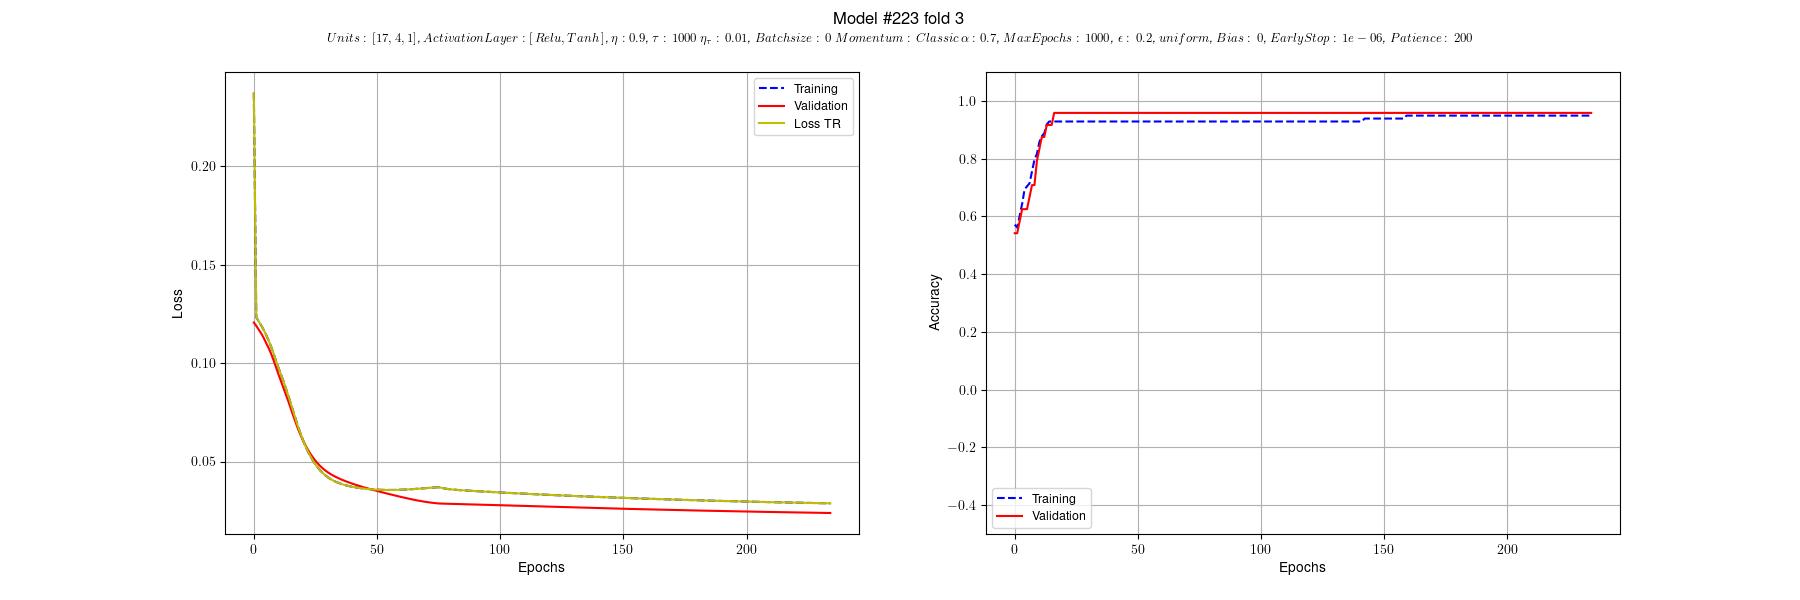 Model #223 fold 3
Units : [17, 4, 1], ActivationLayer : [Relu, Tanh], η : 0.9, τ : 1000 ητ : 0.01, Batchsize : 0 Momentum : Classic α : 0.7, MaxEpochs : 1000, ϵ : 0.2, uniform, Bias : 0, EarlyStop : 1e − 06, Patience : 200
Training
Validation
Loss TR
0.20
0.15
0.10
0.05
Loss
0 50 100 150 200
Epochs
1.0
0.8
0.6
0.4
0.2
0.0
−0.2
−0.4
Accuracy
Training
Validation
0 50 100 150 200
Epochs